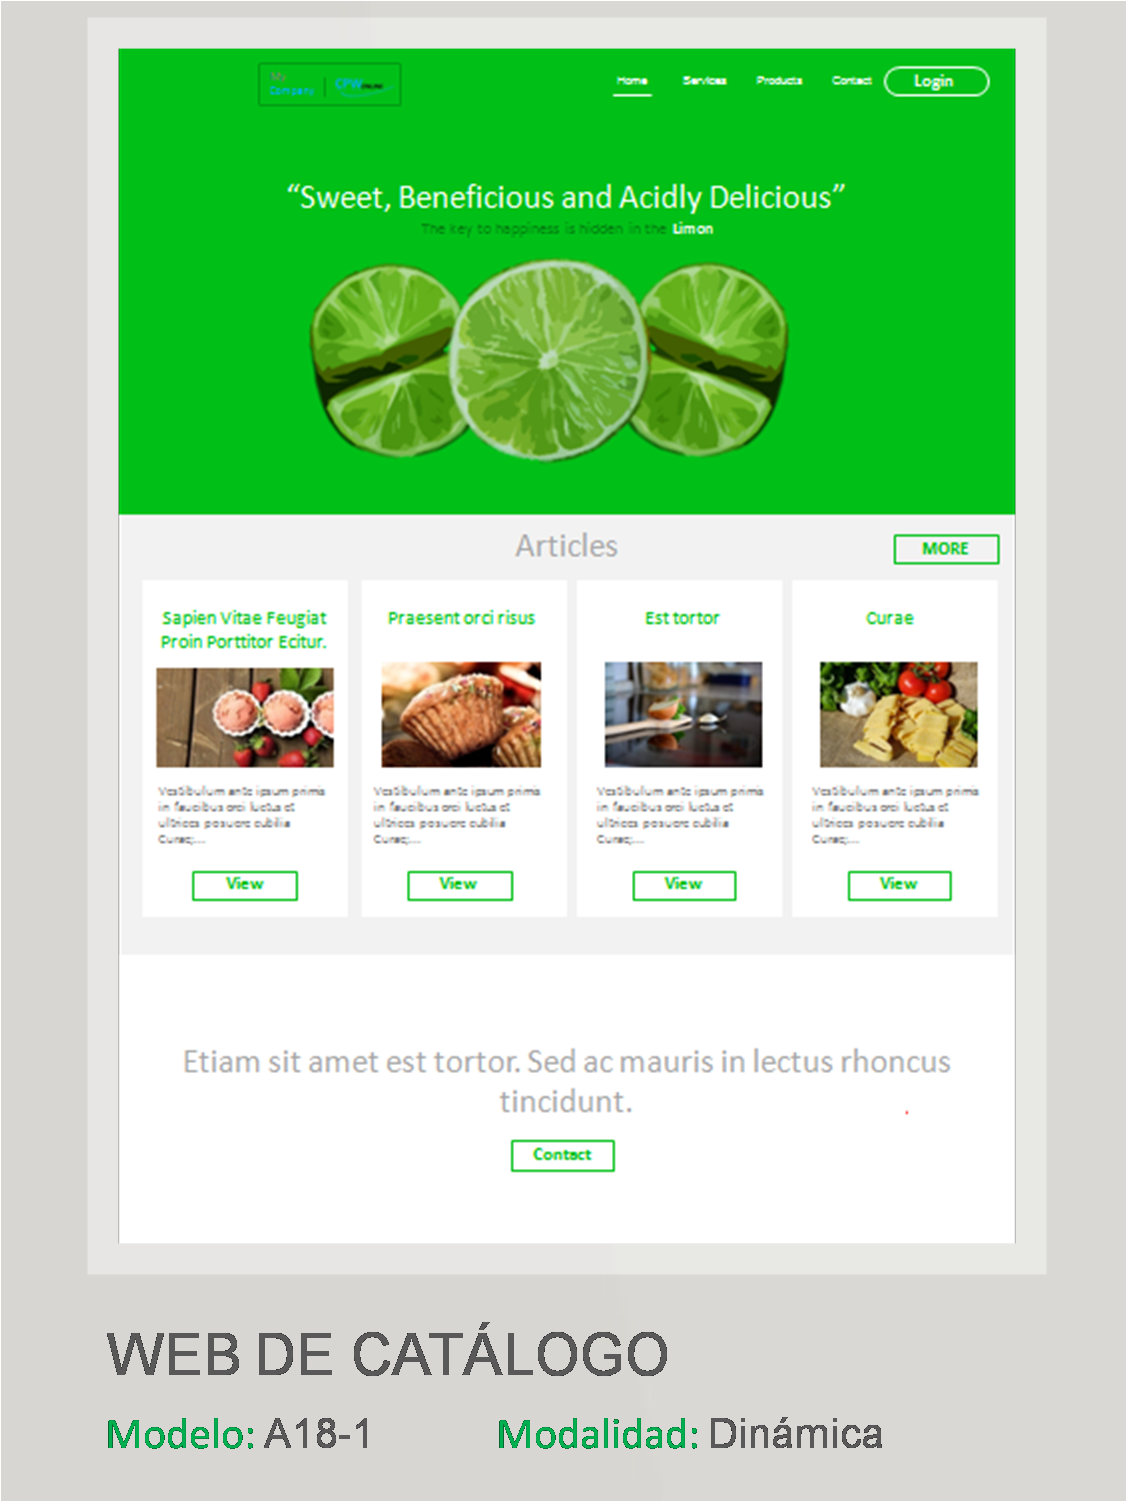 My
Company
CPW ONLINE
Home Services Products Contact Login
“Sweet, Beneficious and Acidly Delicious”
The key to happiness is hidden in the Limon
Articles
MORE
Sapien Vitae Feugiat
Proin Porttitor Ecitur.
Vestibulum ante ipsum primis
in faucibus orci luctus et
ultrices posuere cubilia
Curae;...
View
Praesent orci risus
Vestibulum ante ipsum primis
in faucibus orci luctus et
ultrices posuere cubilia
Curae;...
View
Est tortor
Vestibulum ante ipsum primis
in faucibus orci luctus et
ultrices posuere cubilia
Curae;...
View
Curae
Vestibulum ante ipsum primis
in faucibus orci luctus et
ultrices posuere cubilia
Curae;...
View
Etiam sit amet est tortor. Sed ac mauris in lectus rhoncus
tincidunt.
Contact
WEB DE CATÁLOGO
Modelo: A18-1 Modalidad: Dinámica